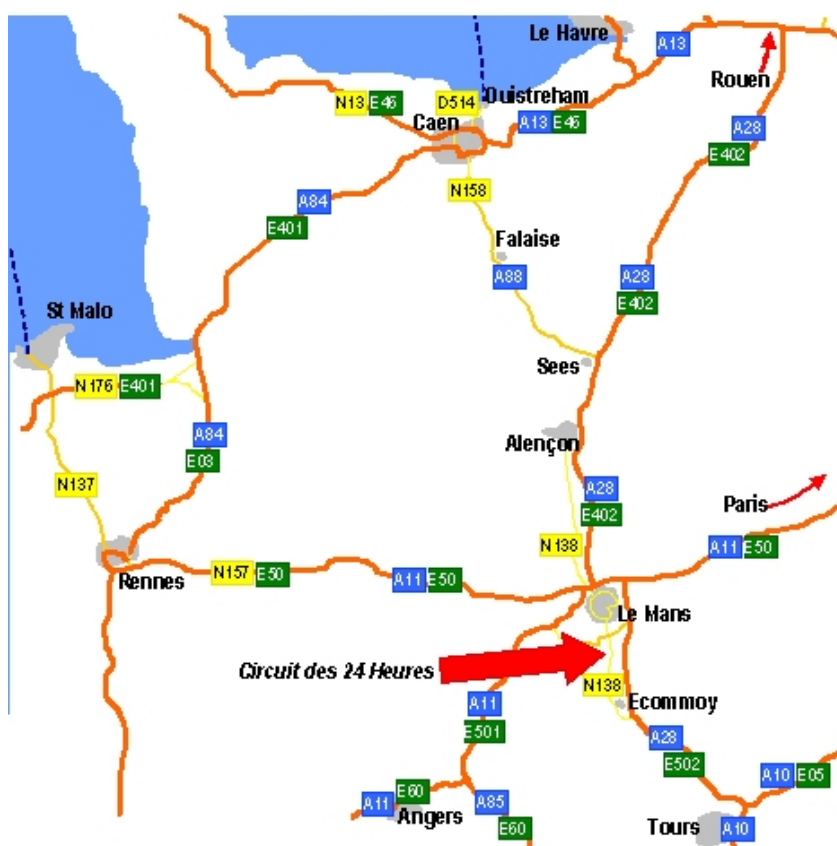 Le Havre
A13
Rouen
N13 E46
D514
Ouistreham
Caen
A13 E46
A28
E402
N158
A84
E401
Falaise
A88
A28
E402
St Malo
Sees
N176 E401
A84
E03
Alençon
N137
A28
E402
Paris
N138
A11 E50
Rennes
N157 E50
A11 E50
Le Mans
Circuit des 24 Heures
N138
A11
E501
Ecommoy
A28
E502
A10 E05
E60
A11
A85
Angers
E60
Tours
A10